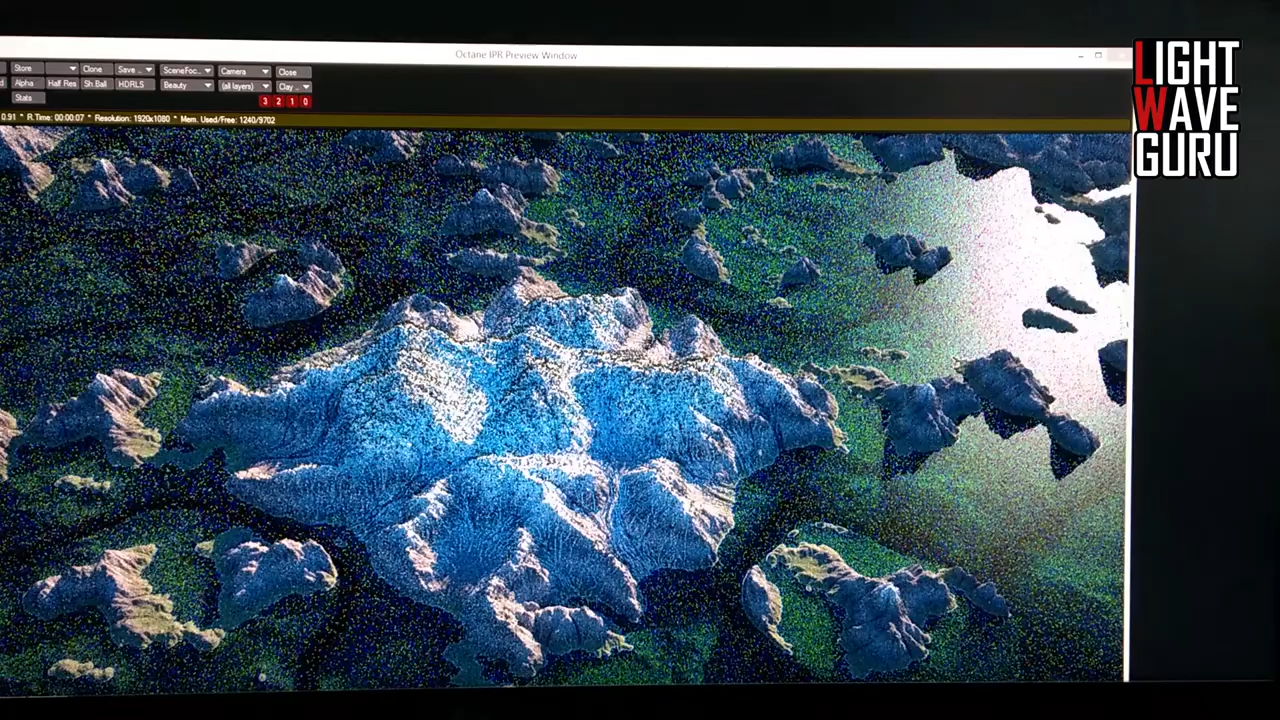 Octane IPR Preview Window
LIGHT
WAVE
GURU
Store Clone Save .. SceneFoc.. Camera Close
Alpha Half Res Sh.Ball HDRLS Beauty (all layers) Clay ..
Stats
3 2 1 0
0.91 * R.Time: 00:00:07 * Resolution: 1920x1080 * Mem. Used/Free: 1240/9702